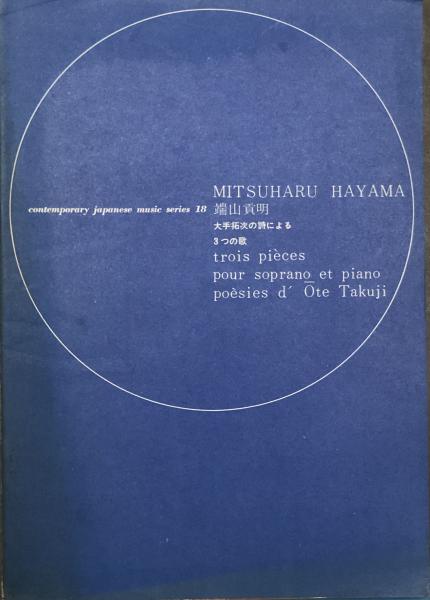 MITSUHARU HAYAMA
contemporary japanese music series 18 端山貢明
大手拓次の詩による
3つの歌
trois pièces
pour soprano et piano
poèsies d´ Ōte Takuji